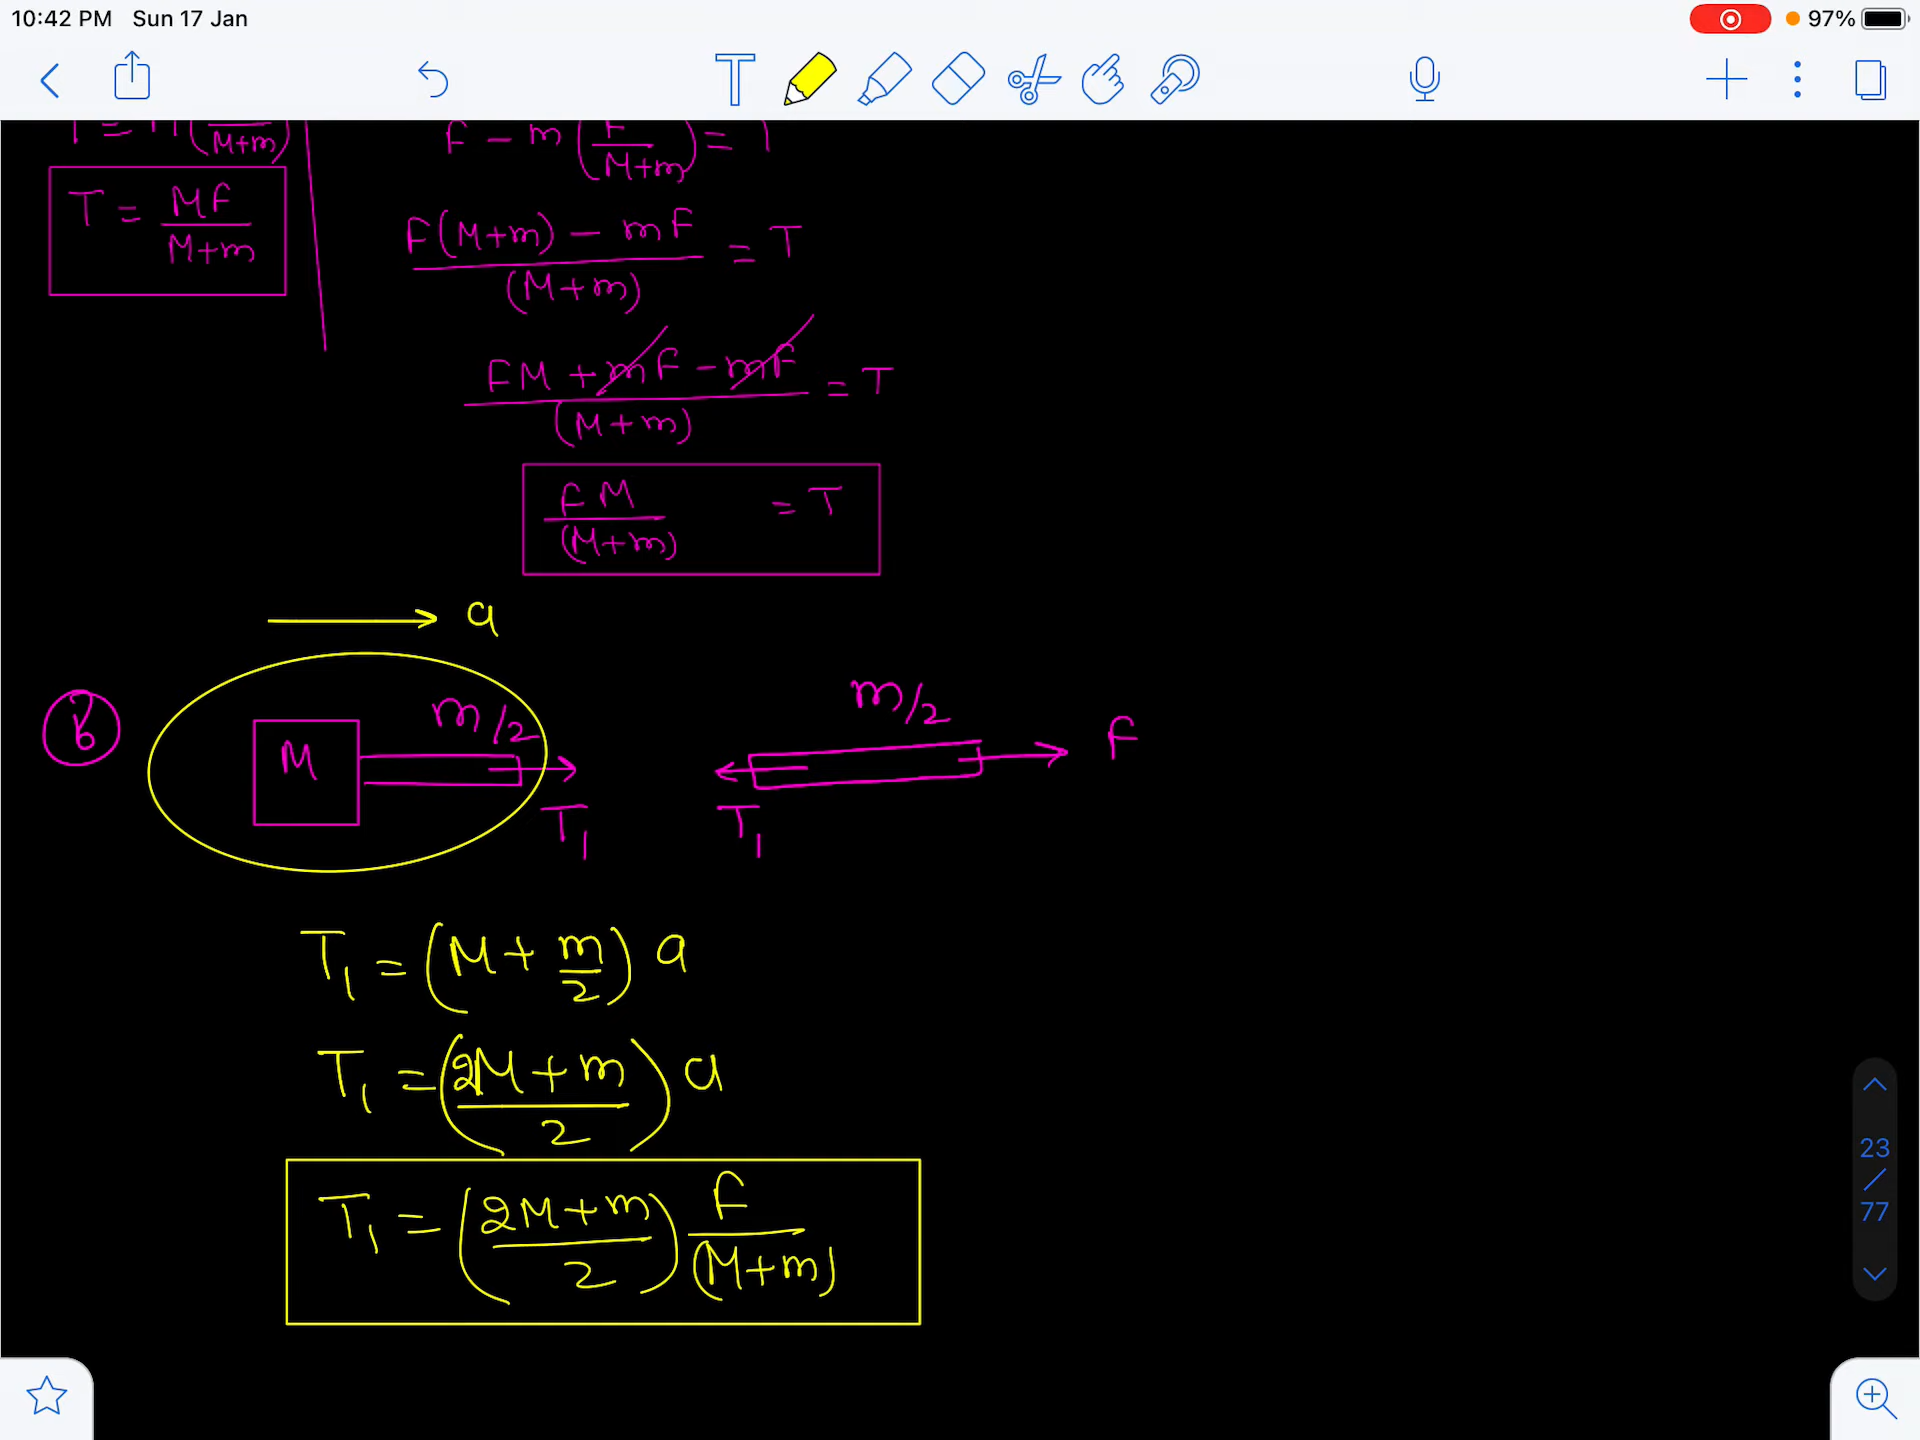 10:42 PM Sun 17 Jan
97%
T = M(/M+m)
T = MF/M+m
F - m(F/M+m) = T
F(M+m) - mF/(M+m) = T
FM + mF - mF/(M+m) = T
FM/(M+m) = T
a
b
M
m/2
T₁
m/2
T₁
F
T₁ = (M + m/2) a
T₁ = (2M+m/2) a
T₁ = (2M+m/2) F/(M+m)
23
/
77